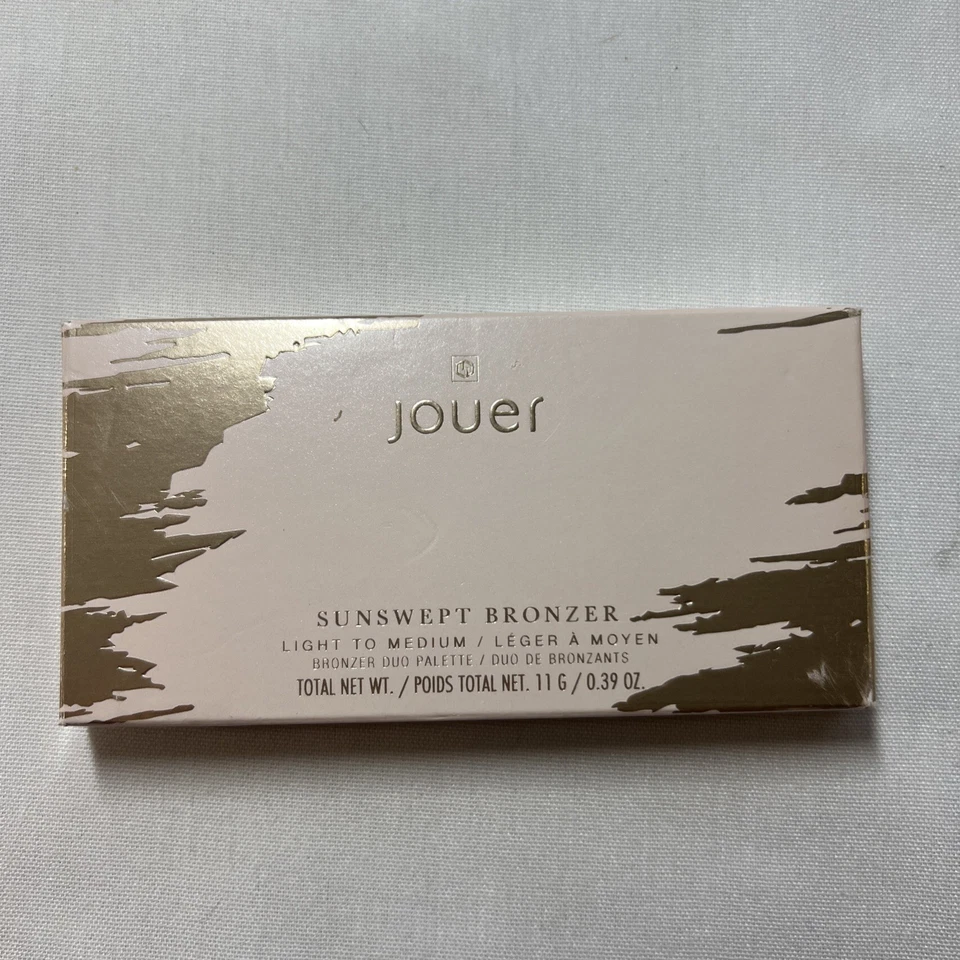 jouer
SUNSWEPT BRONZER
LIGHT TO MEDIUM / LÉGER À MOYEN
BRONZER DUO PALETTE / DUO DE BRONZANTS
TOTAL NET WT. / POIDS TOTAL NET. 11 G / 0.39 OZ.